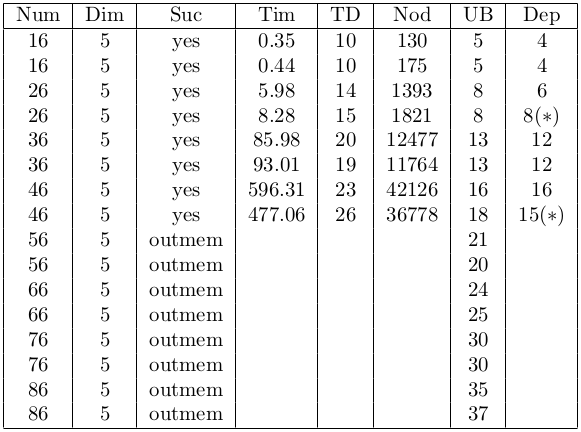 Num Dim Suc Tim TD Nod UB Dep
16 5 yes 0.35 10 130 5 4
16 5 yes 0.44 10 175 5 4
26 5 yes 5.98 14 1393 8 6
26 5 yes 8.28 15 1821 8 8(*)
36 5 yes 85.98 20 12477 13 12
36 5 yes 93.01 19 11764 13 12
46 5 yes 596.31 23 42126 16 16
46 5 yes 477.06 26 36778 18 15(*)
56 5 outmem 21
56 5 outmem 20
66 5 outmem 24
66 5 outmem 25
76 5 outmem 30
76 5 outmem 30
86 5 outmem 35
86 5 outmem 37